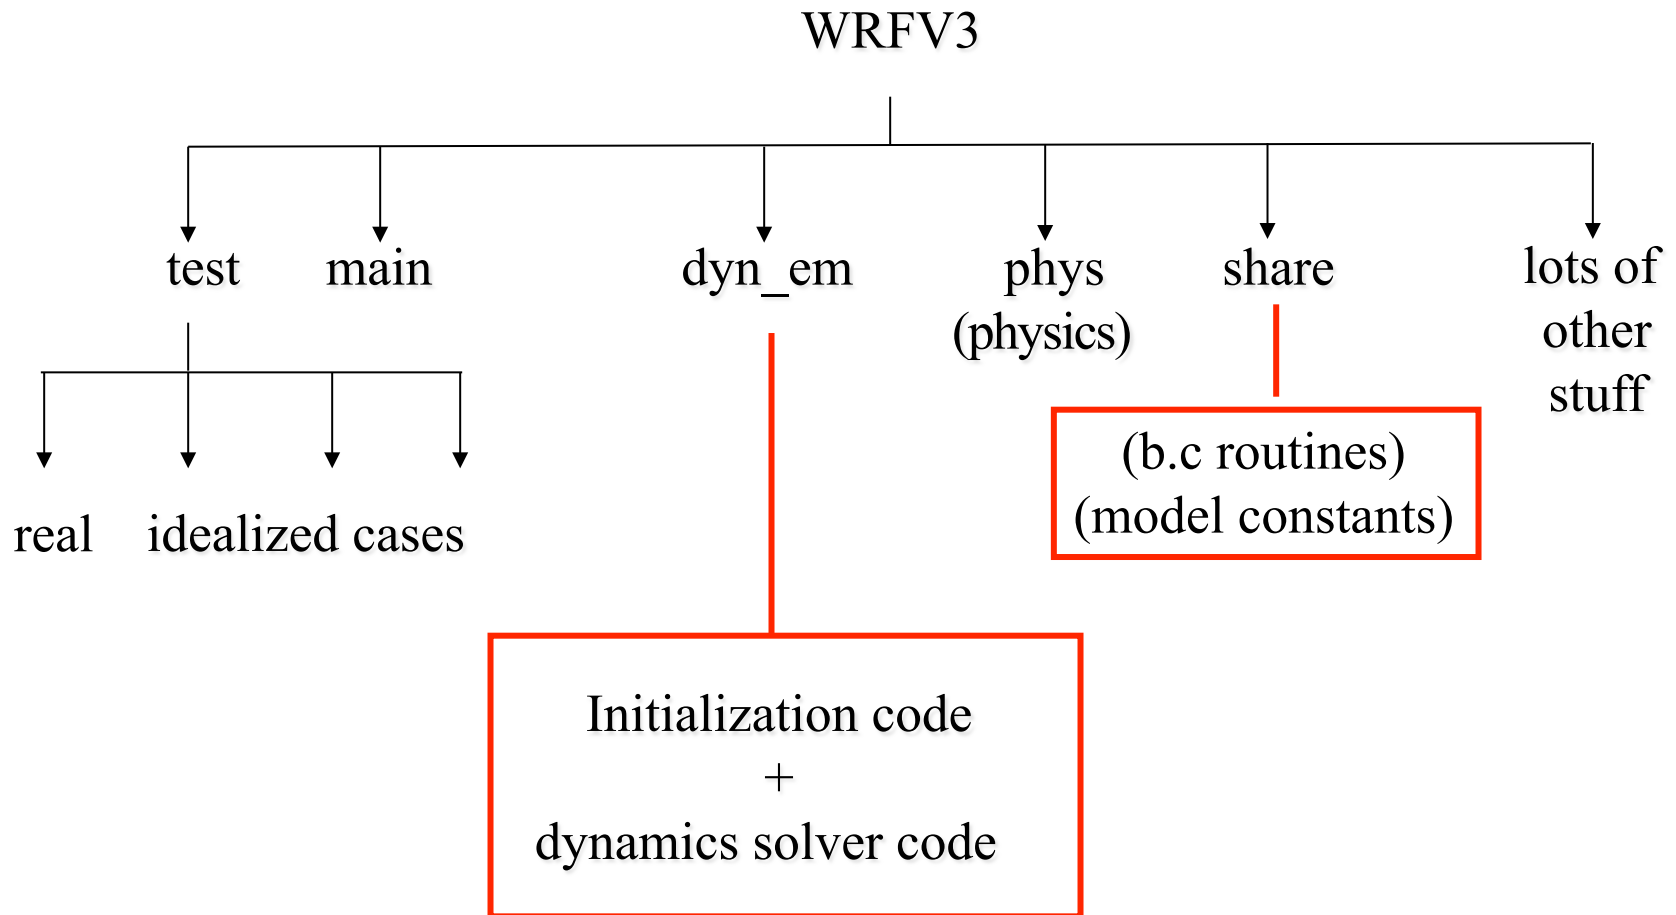 WRFV3
test
main
dyn_em
phys
(physics)
share
lots of
other
stuff
(b.c routines)
(model constants)
real
idealized cases
Initialization code
+
dynamics solver code